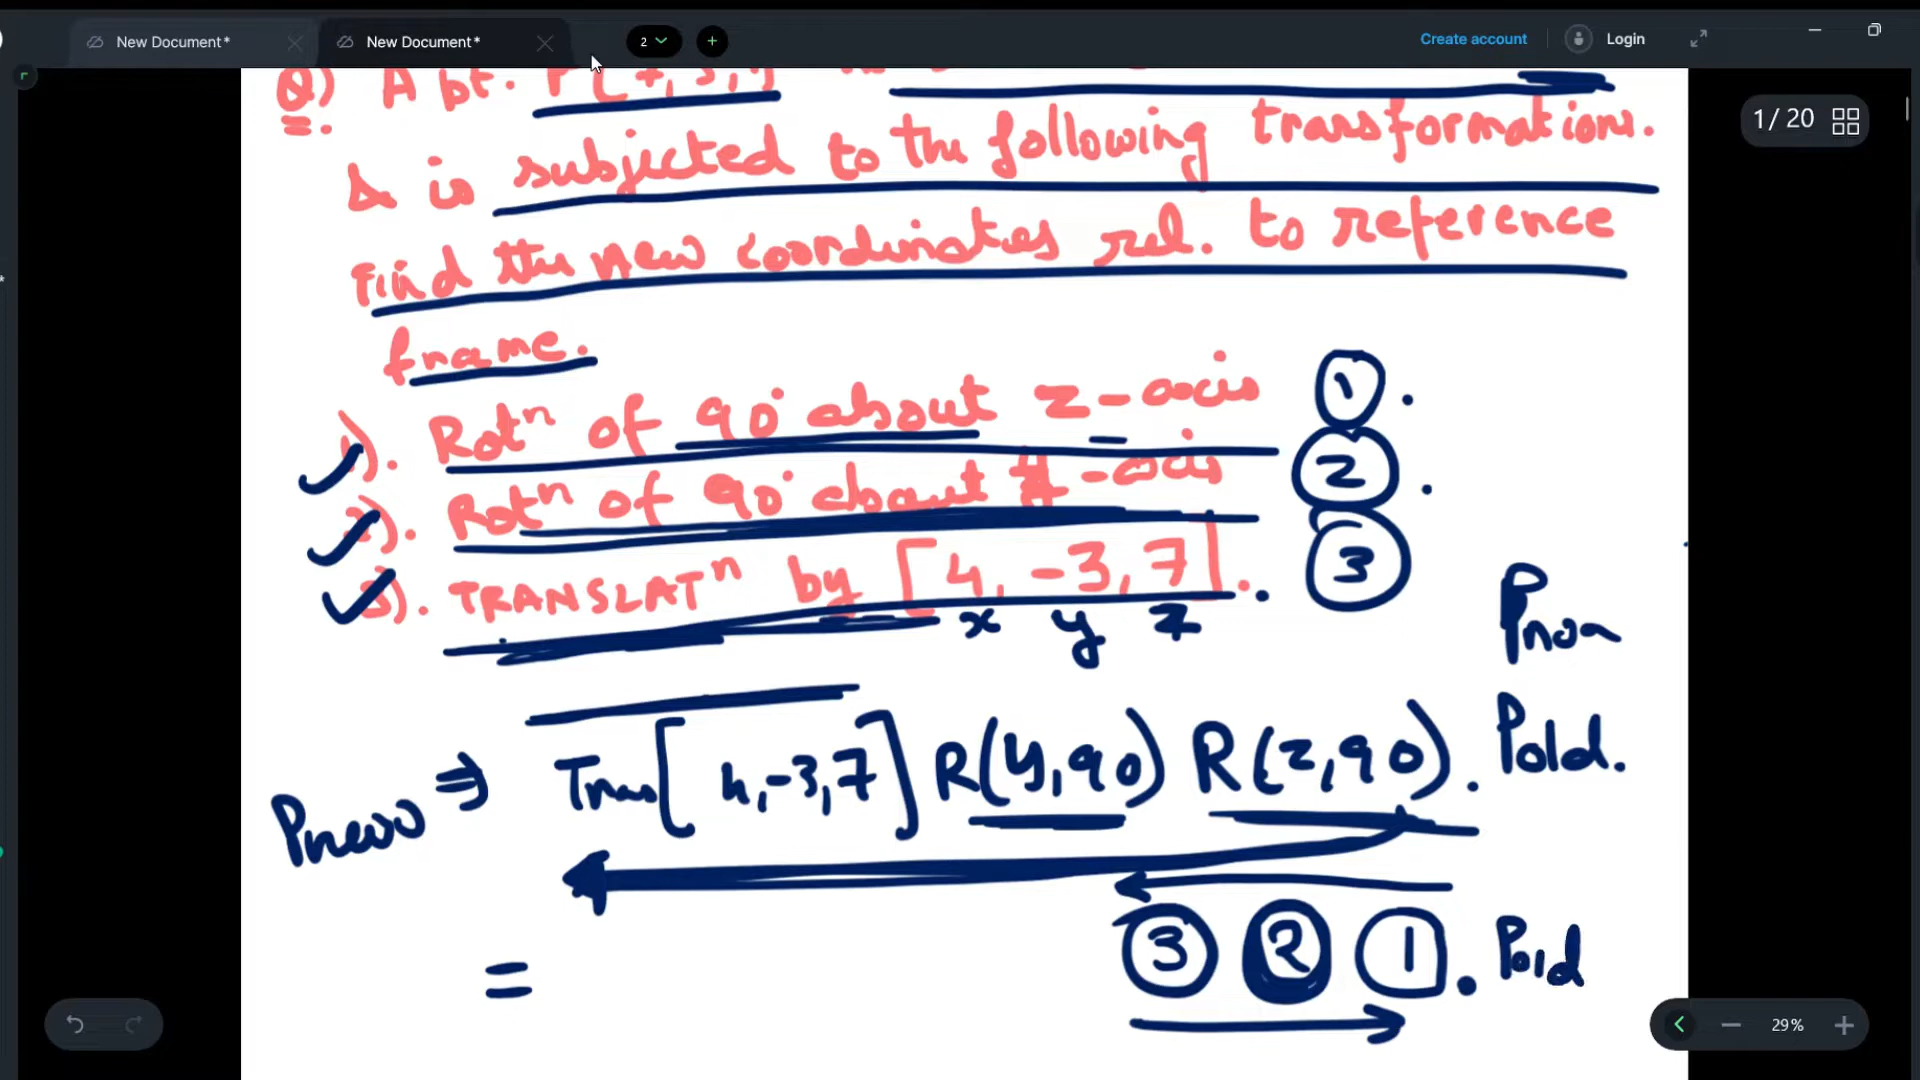 New Document*
New Document*
2
Create account
Login
1/20
Q) A pt.
& is subjected to the following transformations.
Find the new coordinates rel. to reference
frame.
1). Rotⁿ of 90° about z-axis 1.
2). Rotⁿ of 90° about -axis 2.
3). TRANSLATⁿ by [4, -3, 7]. 3
x y z
Pnew ⇒ Tran[4,-3,7] R(y,90) R(z,90). Pold.
= 3 2 1. Pold
29%